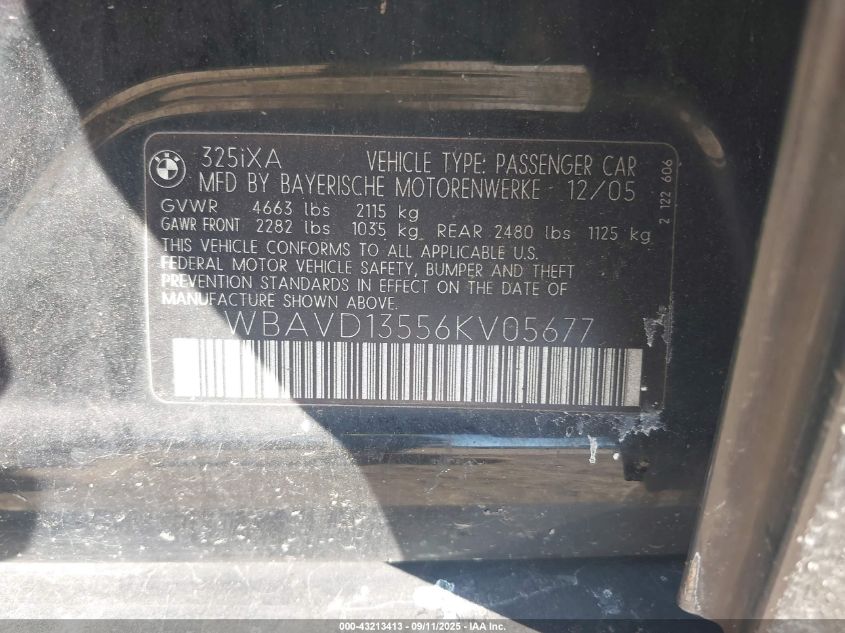 325iXA VEHICLE TYPE: PASSENGER CAR
MFD BY BAYERISCHE MOTORENWERKE 12/05
GVWR 4663 lbs 2115 kg
GAWR FRONT 2282 lbs 1035 kg REAR 2480 lbs 1125 kg
THIS VEHICLE CONFORMS TO ALL APPLICABLE U.S.
FEDERAL MOTOR VEHICLE SAFETY, BUMPER AND THEFT
PREVENTION STANDARDS IN EFFECT ON THE DATE OF
MANUFACTURE SHOWN ABOVE.
WBAVD13556KV05677
2 122 606
000-43213413 - 09/11/2025 - IAA Inc.